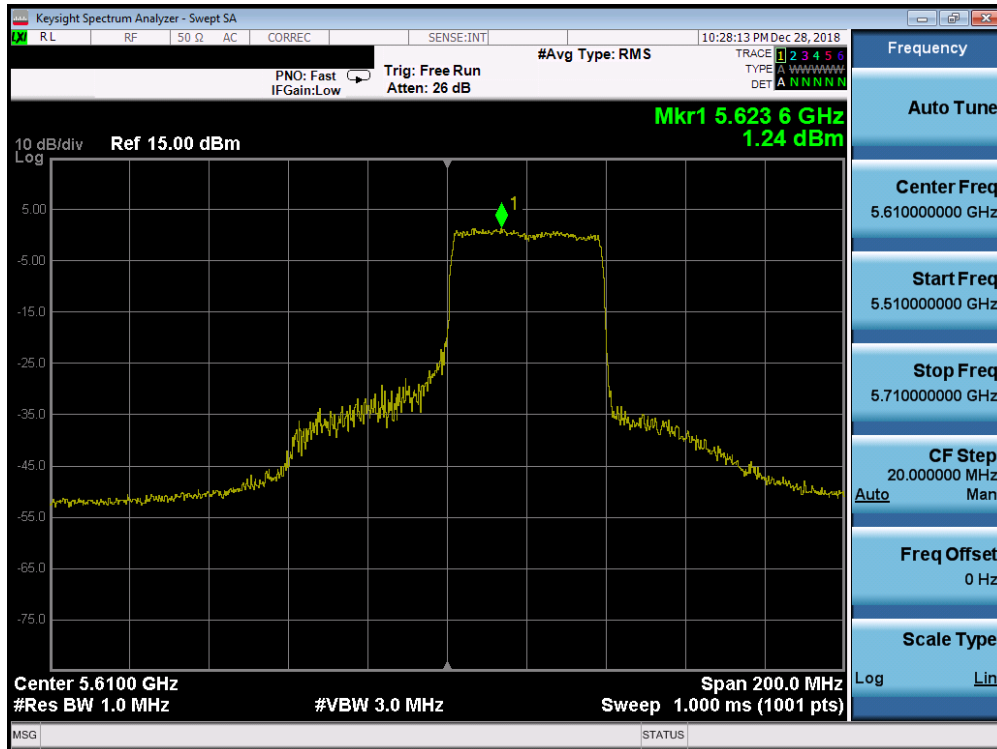 Keysight Spectrum Analyzer - Swept SA
LXI RL RF 50 Ω AC CORREC SENSE:INT 10:28:13 PM Dec 28, 2018
#Avg Type: RMS
TRACE 1 2 3 4 5 6
TYPE A WWWWW
DET A N N N N N
PNO: Fast
IFGain:Low
Trig: Free Run
Atten: 26 dB
Mkr1 5.623 6 GHz
1.24 dBm
10 dB/div Ref 15.00 dBm
Log
1
5.00
-5.00
-15.0
-25.0
-35.0
-45.0
-55.0
-65.0
-75.0
Center 5.6100 GHz Span 200.0 MHz
#Res BW 1.0 MHz #VBW 3.0 MHz Sweep 1.000 ms (1001 pts)
MSG STATUS
Frequency
Auto Tune
Center Freq
5.610000000 GHz
Start Freq
5.510000000 GHz
Stop Freq
5.710000000 GHz
CF Step
20.000000 MHz
Auto Man
Freq Offset
0 Hz
Scale Type
Log Lin